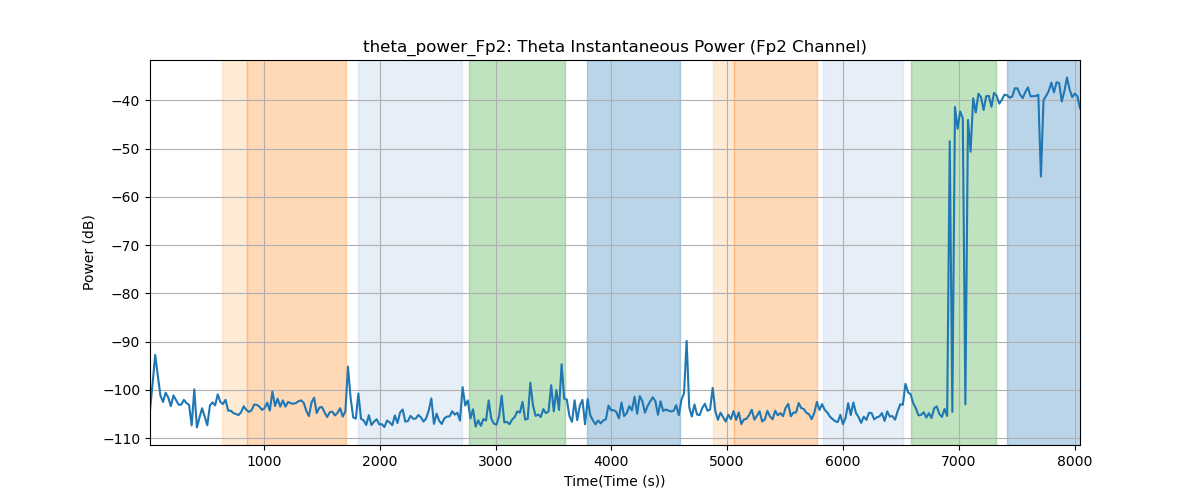 theta_power_Fp2: Theta Instantaneous Power (Fp2 Channel)
Power (dB)
−40
−50
−60
−70
−80
−90
−100
−110
1000 2000 3000 4000 5000 6000 7000 8000
Time(Time (s))